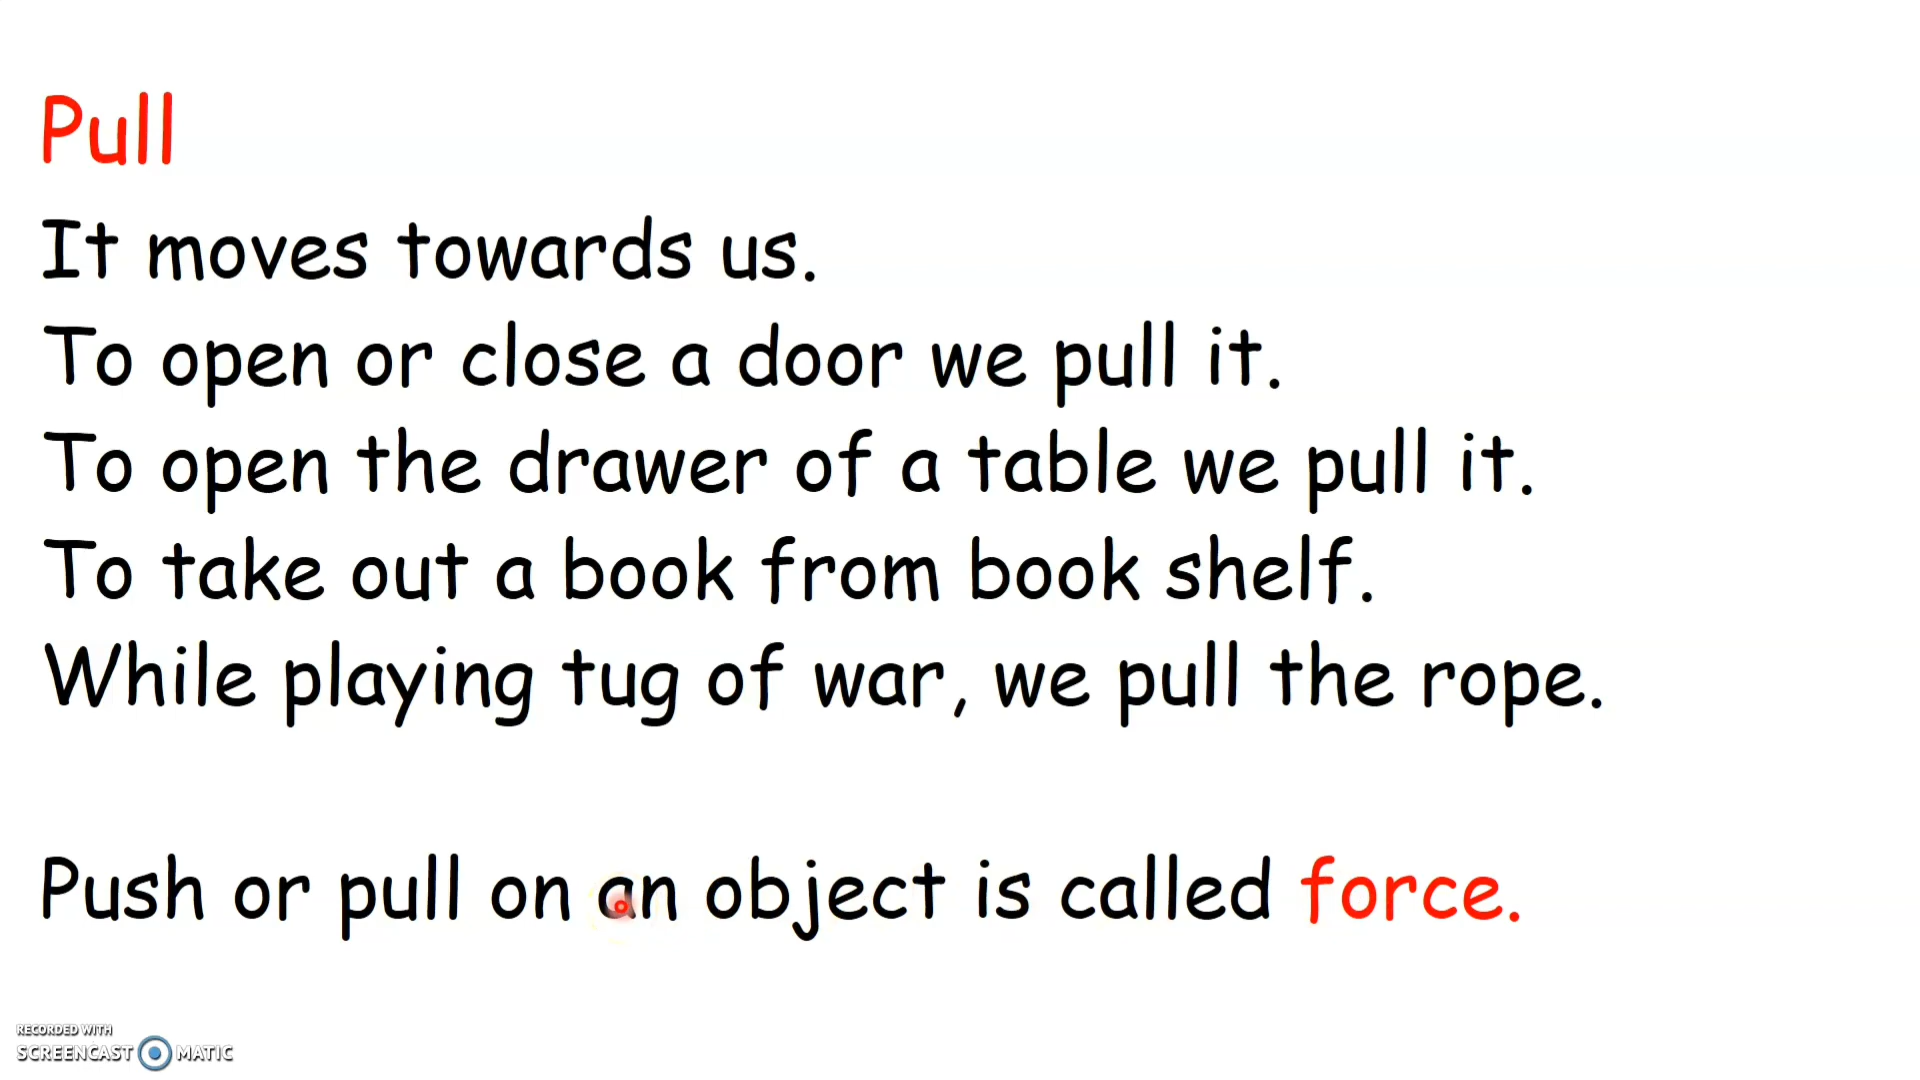 Pull
It moves towards us.
To open or close a door we pull it.
To open the drawer of a table we pull it.
To take out a book from book shelf.
While playing tug of war, we pull the rope.
Push or pull on an object is called force.
RECORDED WITH
SCREENCAST MATIC